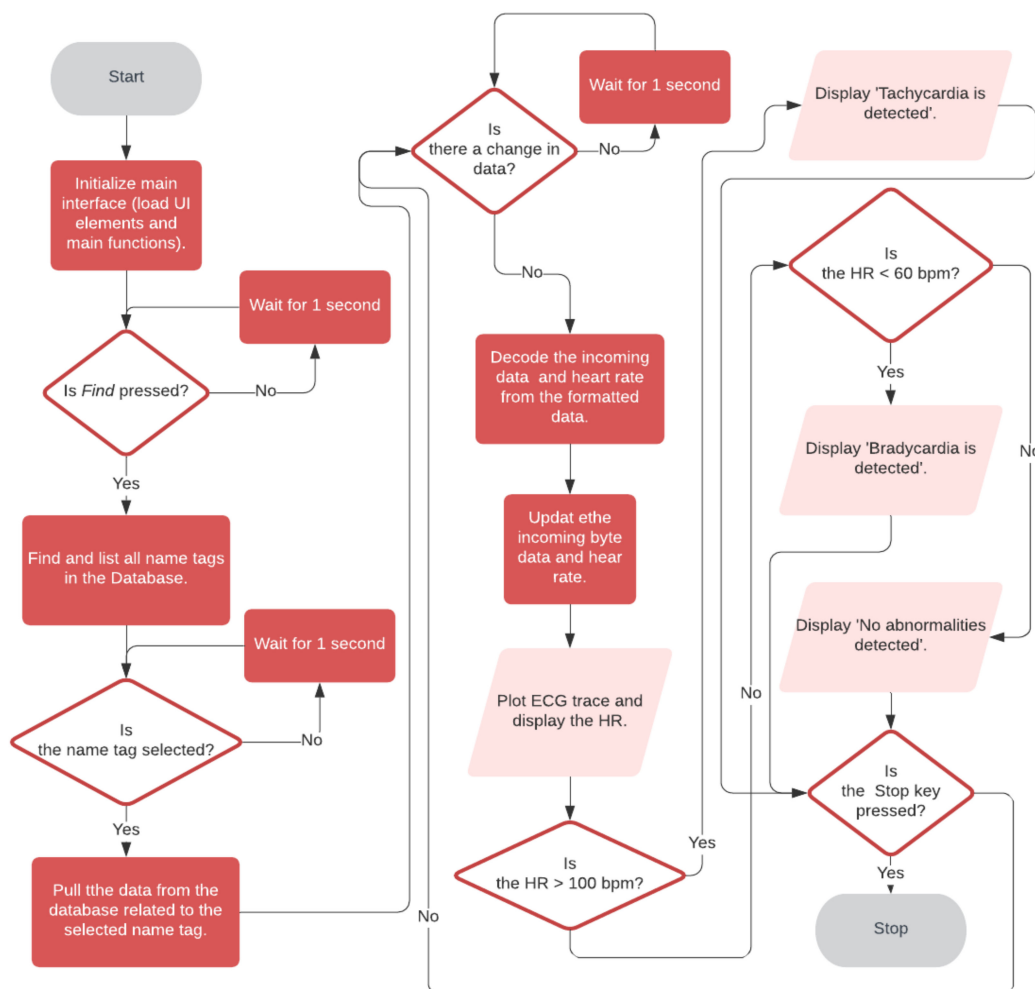 Start
Initialize main
interface (load UI
elements and
main functions).
Wait for 1 second
Is Find pressed?
No
Yes
Find and list all name tags
in the Database.
Wait for 1 second
Is
the name tag selected?
No
Yes
Pull tthe data from the
database related to the
selected name tag.
Wait for 1 second
Is
there a change in
data?
No
No
Decode the incoming
data and heart rate
from the formatted
data.
Updat ethe
incoming byte
data and hear
rate.
Plot ECG trace and
display the HR.
Is
the HR > 100 bpm?
Yes
No
No
Display 'Tachycardia is
detected'.
Is
the HR < 60 bpm?
Yes
No
Display 'Bradycardia is
detected'.
Display 'No abnormalities
detected'.
Is
the Stop key
pressed?
Yes
Stop